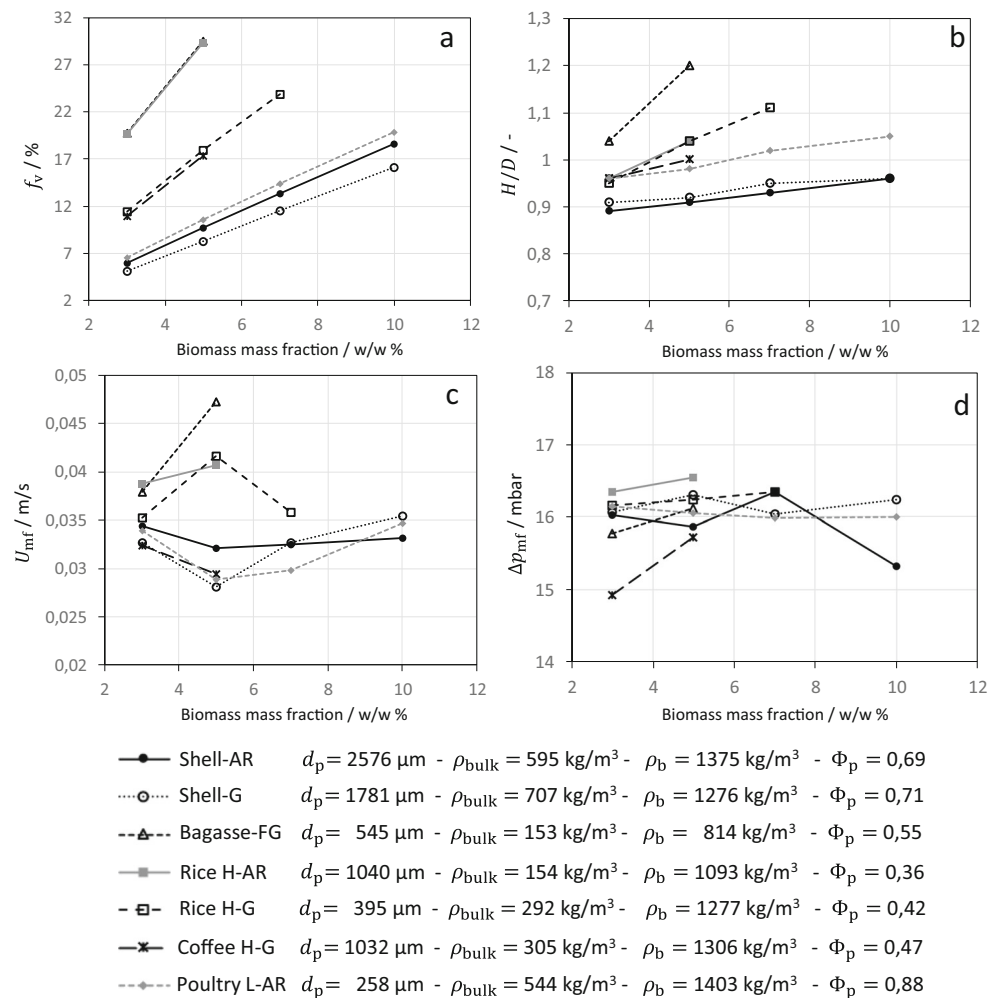 a
32
27
22
17
12
7
2
f_v / %
2 4 6 8 10 12
Biomass mass fraction / w/w %
b
1,3
1,2
1,1
1
0,9
0,8
0,7
H/D / -
2 4 6 8 10 12
Biomass mass fraction / w/w %
c
0,05
0,045
0,04
0,035
0,03
0,025
0,02
U_mf / m/s
2 4 6 8 10 12
Biomass mass fraction / w/w %
d
18
17
16
15
14
Δp_mf / mbar
2 4 6 8 10 12
Biomass mass fraction / w/w %
Shell-AR d_p = 2576 µm - ρ_bulk = 595 kg/m³ - ρ_b = 1375 kg/m³ - Φ_p = 0,69
Shell-G d_p = 1781 µm - ρ_bulk = 707 kg/m³ - ρ_b = 1276 kg/m³ - Φ_p = 0,71
Bagasse-FG d_p = 545 µm - ρ_bulk = 153 kg/m³ - ρ_b = 814 kg/m³ - Φ_p = 0,55
Rice H-AR d_p = 1040 µm - ρ_bulk = 154 kg/m³ - ρ_b = 1093 kg/m³ - Φ_p = 0,36
Rice H-G d_p = 395 µm - ρ_bulk = 292 kg/m³ - ρ_b = 1277 kg/m³ - Φ_p = 0,42
Coffee H-G d_p = 1032 µm - ρ_bulk = 305 kg/m³ - ρ_b = 1306 kg/m³ - Φ_p = 0,47
Poultry L-AR d_p = 258 µm - ρ_bulk = 544 kg/m³ - ρ_b = 1403 kg/m³ - Φ_p = 0,88